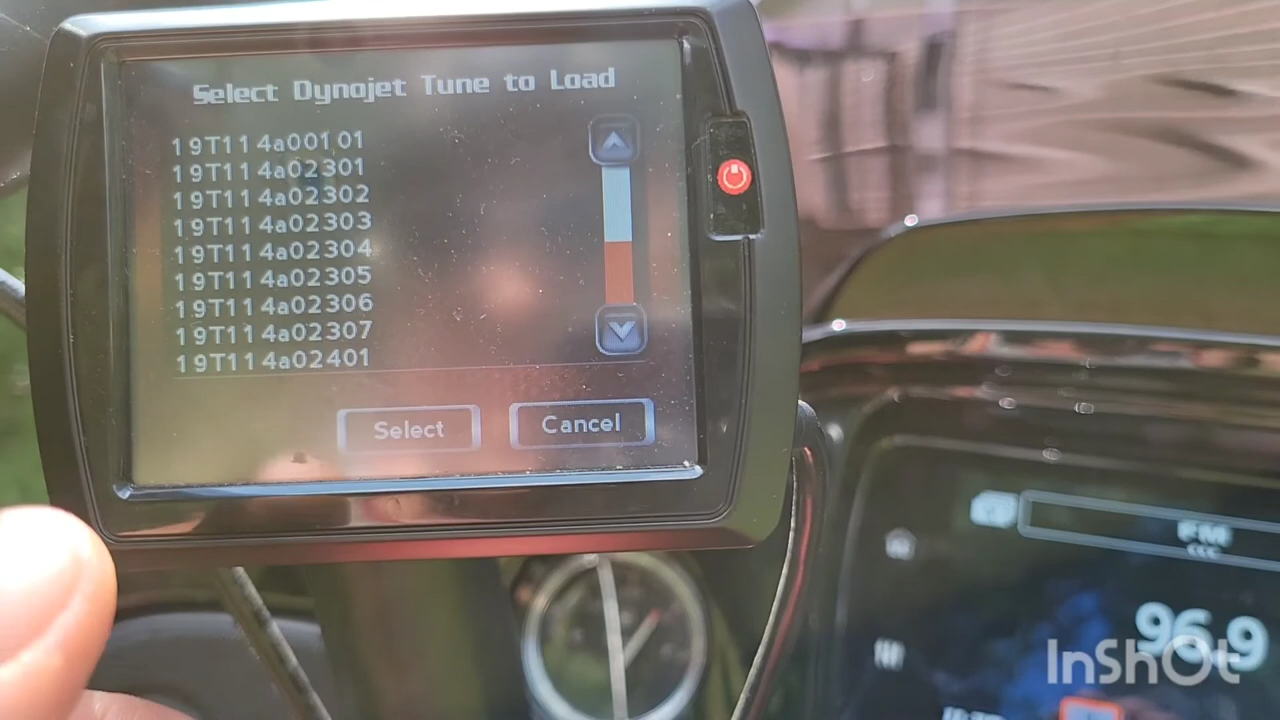 Select Dynojet Tune to Load
19T114a00101
19T114a02301
19T114a02302
19T114a02303
19T114a02304
19T114a02305
19T114a02306
19T114a02307
19T114a02401
Select Cancel
FM
96.9
InShOt